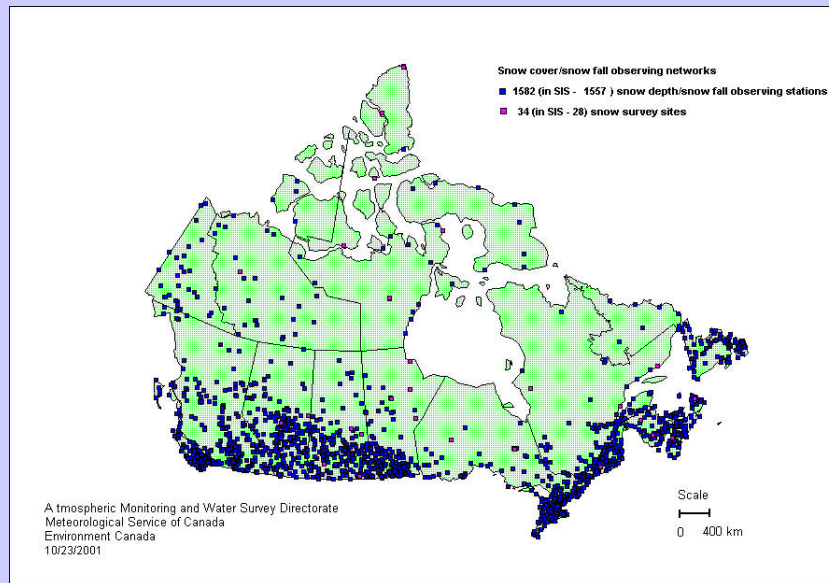 Snow cover/snow fall observing networks
1582 (in SIS - 1557 ) snow depth/snow fall observing stations
34 (in SIS - 28) snow survey sites
Scale
0 400 km
A tmospheric Monitoring and Water Survey Directorate
Meteorological Service of Canada
Environment Canada
10/23/2001